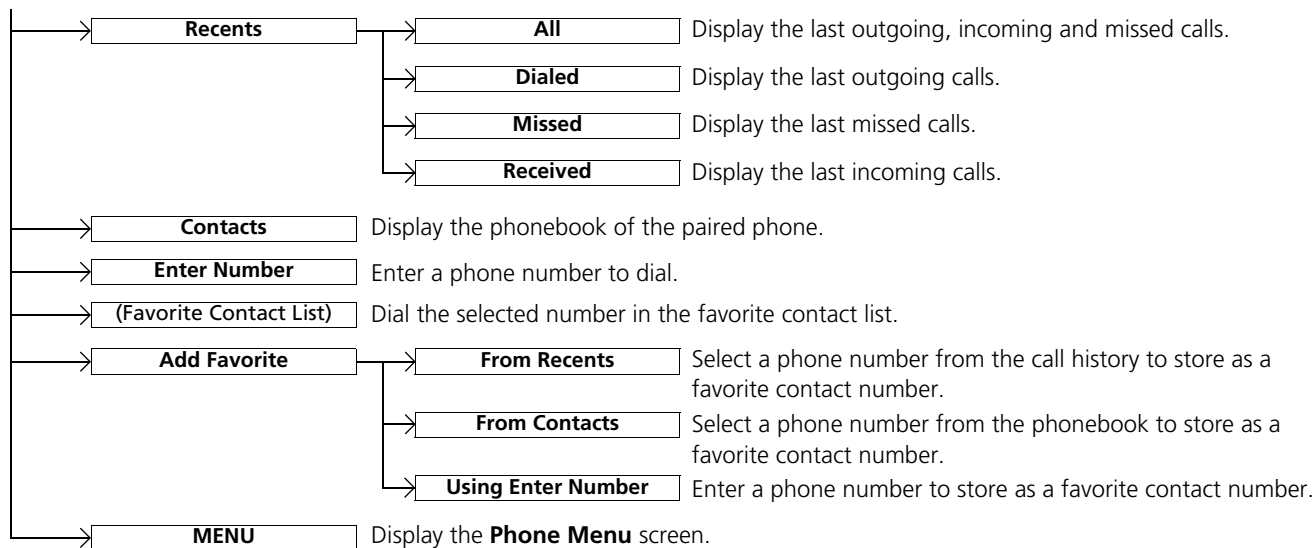 Recents All Display the last outgoing, incoming and missed calls.
Dialed Display the last outgoing calls.
Missed Display the last missed calls.
Received Display the last incoming calls.
Contacts Display the phonebook of the paired phone.
Enter Number Enter a phone number to dial.
(Favorite Contact List) Dial the selected number in the favorite contact list.
Add Favorite From Recents Select a phone number from the call history to store as a
favorite contact number.
From Contacts Select a phone number from the phonebook to store as a
favorite contact number.
Using Enter Number Enter a phone number to store as a favorite contact number.
MENU Display the Phone Menu screen.